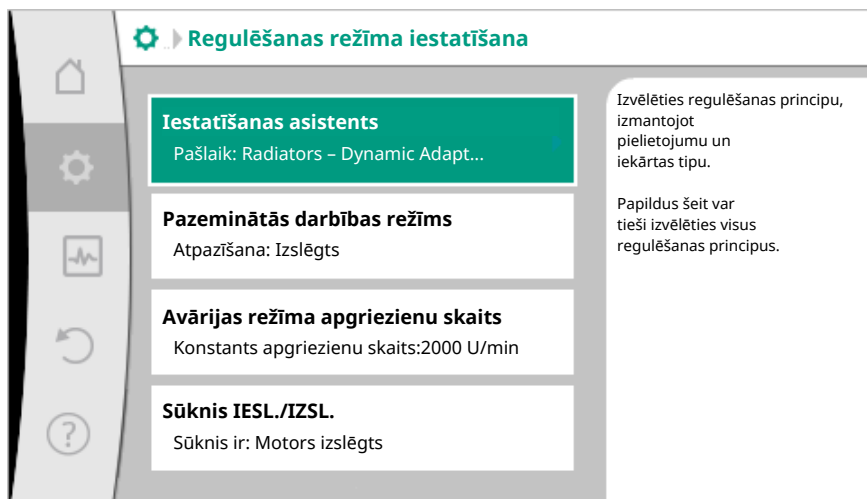 Regulēšanas režīma iestatīšana
Iestatīšanas asistents
Pašlaik: Radiators – Dynamic Adapt...
Pazeminātās darbības režīms
Atpazīšana: Izslēgts
Avārijas režīma apgriezienu skaits
Konstants apgriezienu skaits:2000 U/min
Sūknis IESL./IZSL.
Sūknis ir: Motors izslēgts
Izvēlēties regulēšanas principu,
izmantojot
pielietojumu un
iekārtas tipu.
Papildus šeit var
tieši izvēlēties visus
regulēšanas principus.